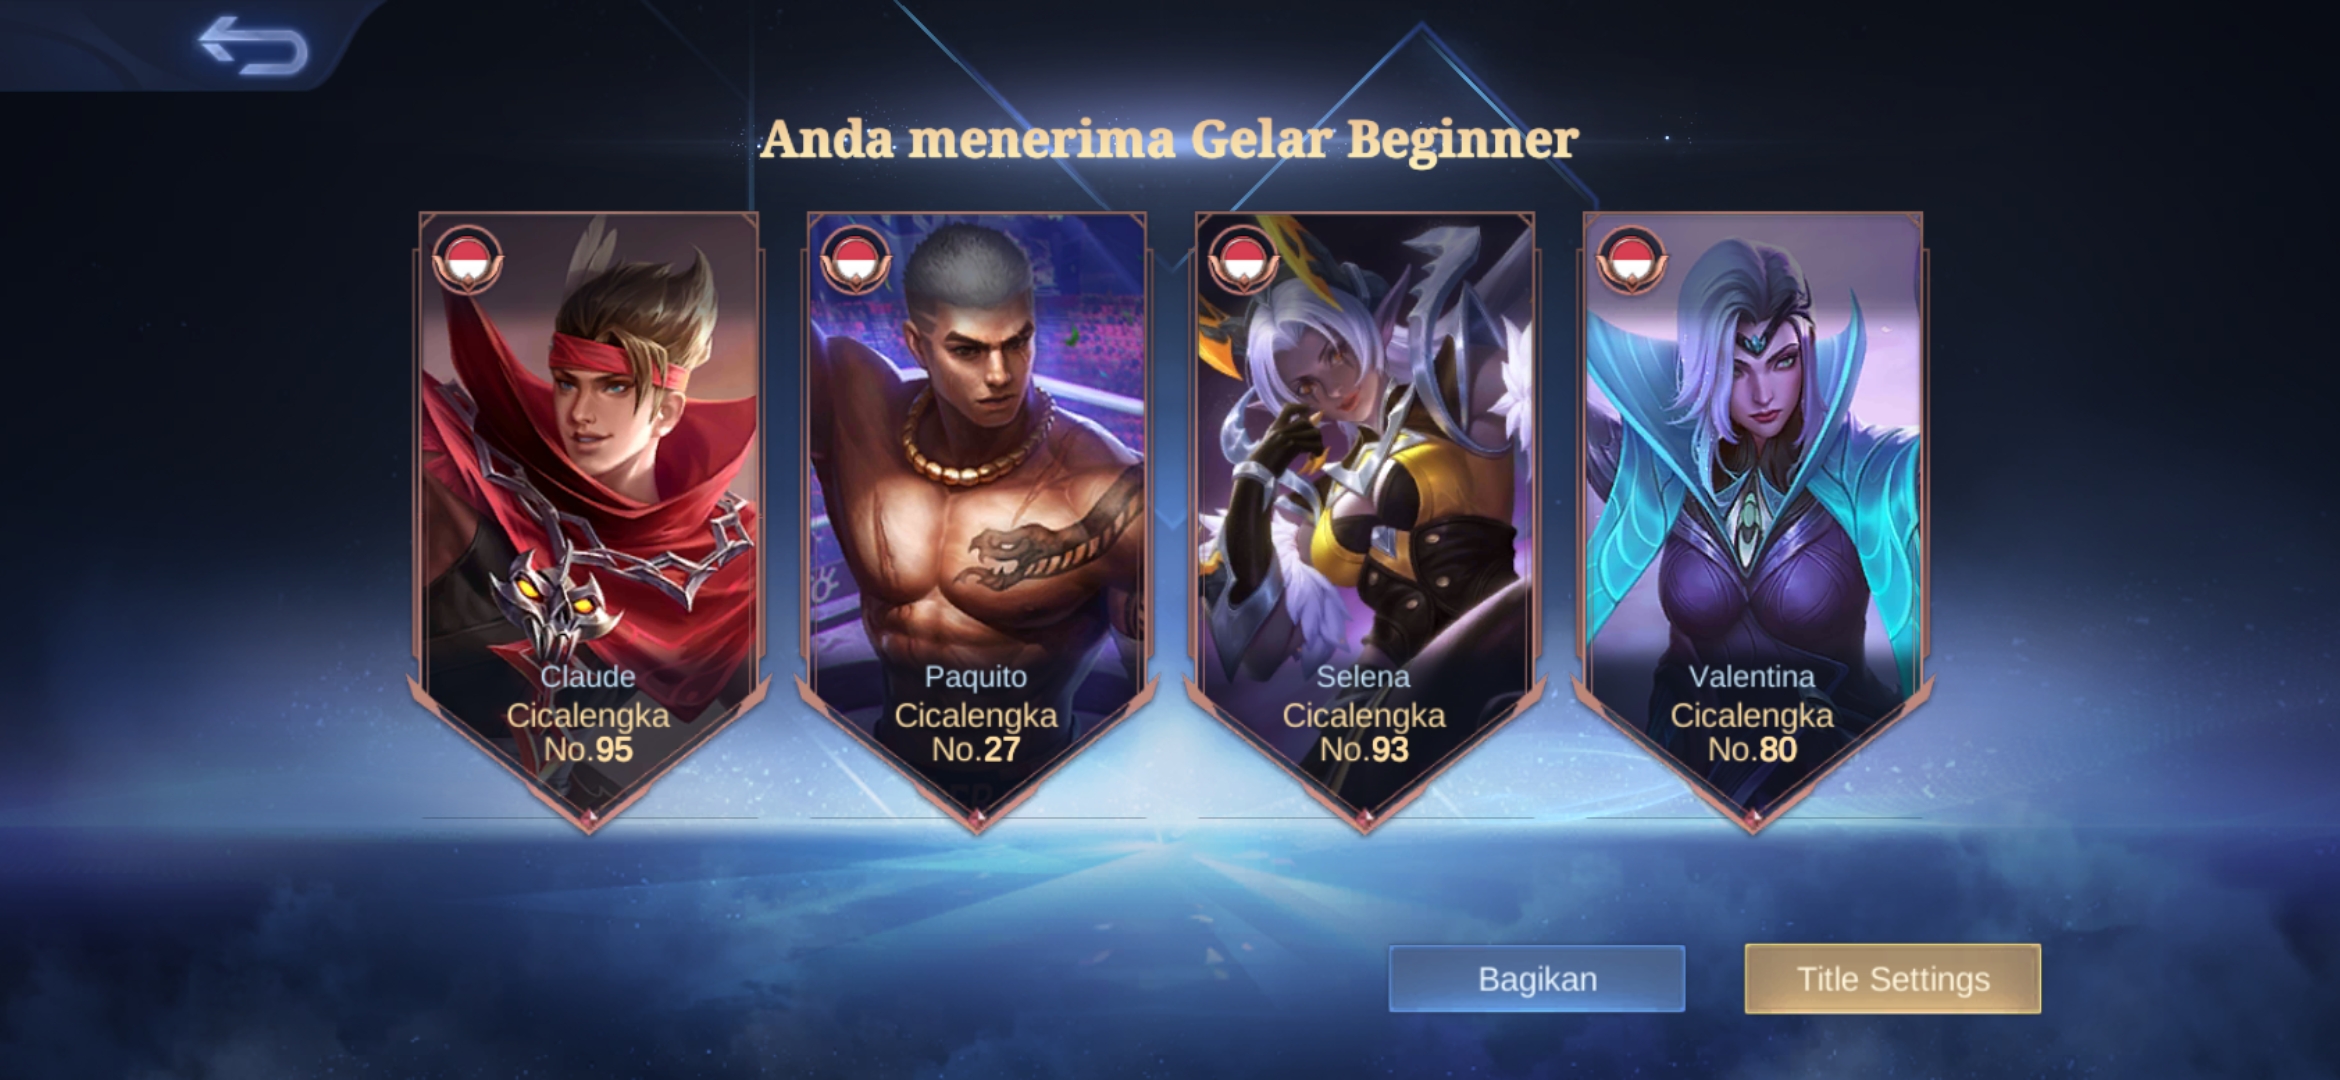 Anda menerima Gelar Beginner
Claude
Cicalengka
No.95
Paquito
Cicalengka
No.27
Selena
Cicalengka
No.93
Valentina
Cicalengka
No.80
Bagikan
Title Settings